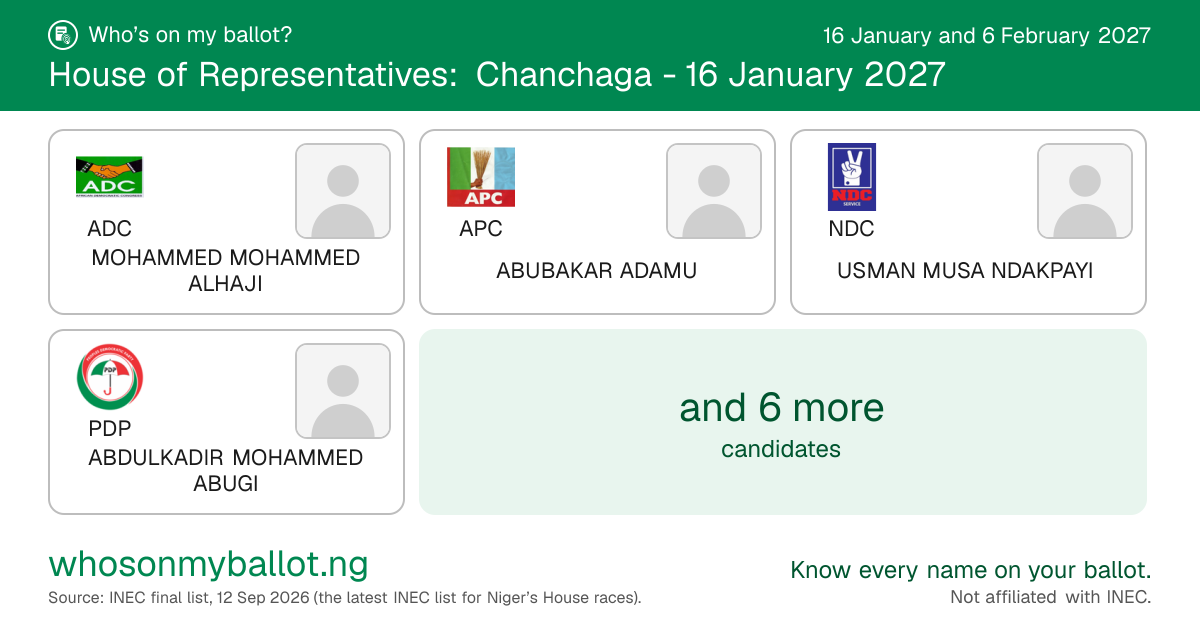 Who's on my ballot?
16 January and 6 February 2027
House of Representatives: Chanchaga - 16 January 2027
ADC
ADC
MOHAMMED MOHAMMED
ALHAJI
APC
APC
ABUBAKAR ADAMU
NDC
SERVICE
NDC
USMAN MUSA NDAKPAYI
PDP
PDP
ABDULKADIR MOHAMMED
ABUGI
and 6 more
candidates
whosonmyballot.ng
Source: INEC final list, 12 Sep 2026 (the latest INEC list for Niger's House races).
Know every name on your ballot.
Not affiliated with INEC.